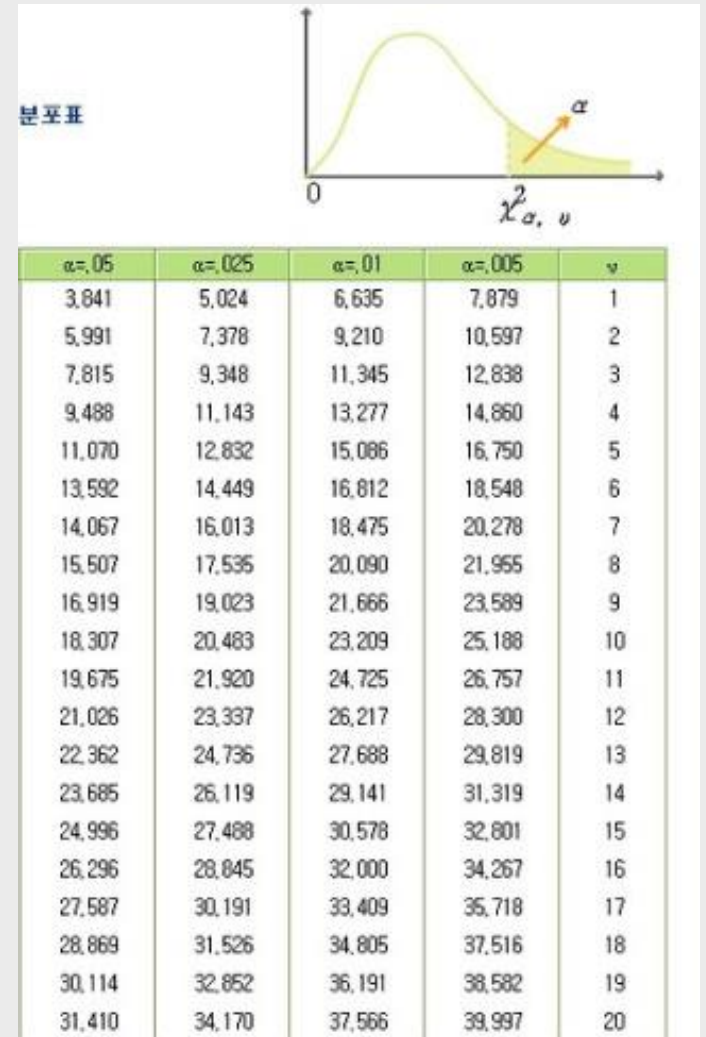 분포표
α
0
χ²α, υ
α=,05 α=,025 α=,01 α=,005 υ
3,841 5,024 6,635 7,879 1
5,991 7,378 9,210 10,597 2
7,815 9,348 11,345 12,838 3
9,488 11,143 13,277 14,860 4
11,070 12,832 15,086 16,750 5
13,592 14,449 16,812 18,548 6
14,067 16,013 18,475 20,278 7
15,507 17,535 20,090 21,955 8
16,919 19,023 21,666 23,589 9
18,307 20,483 23,209 25,188 10
19,675 21,920 24,725 26,757 11
21,026 23,337 26,217 28,300 12
22,362 24,736 27,688 29,819 13
23,685 26,119 29,141 31,319 14
24,996 27,488 30,578 32,801 15
26,296 28,845 32,000 34,267 16
27,587 30,191 33,409 35,718 17
28,869 31,526 34,805 37,516 18
30,114 32,852 36,191 38,582 19
31,410 34,170 37,566 39,997 20